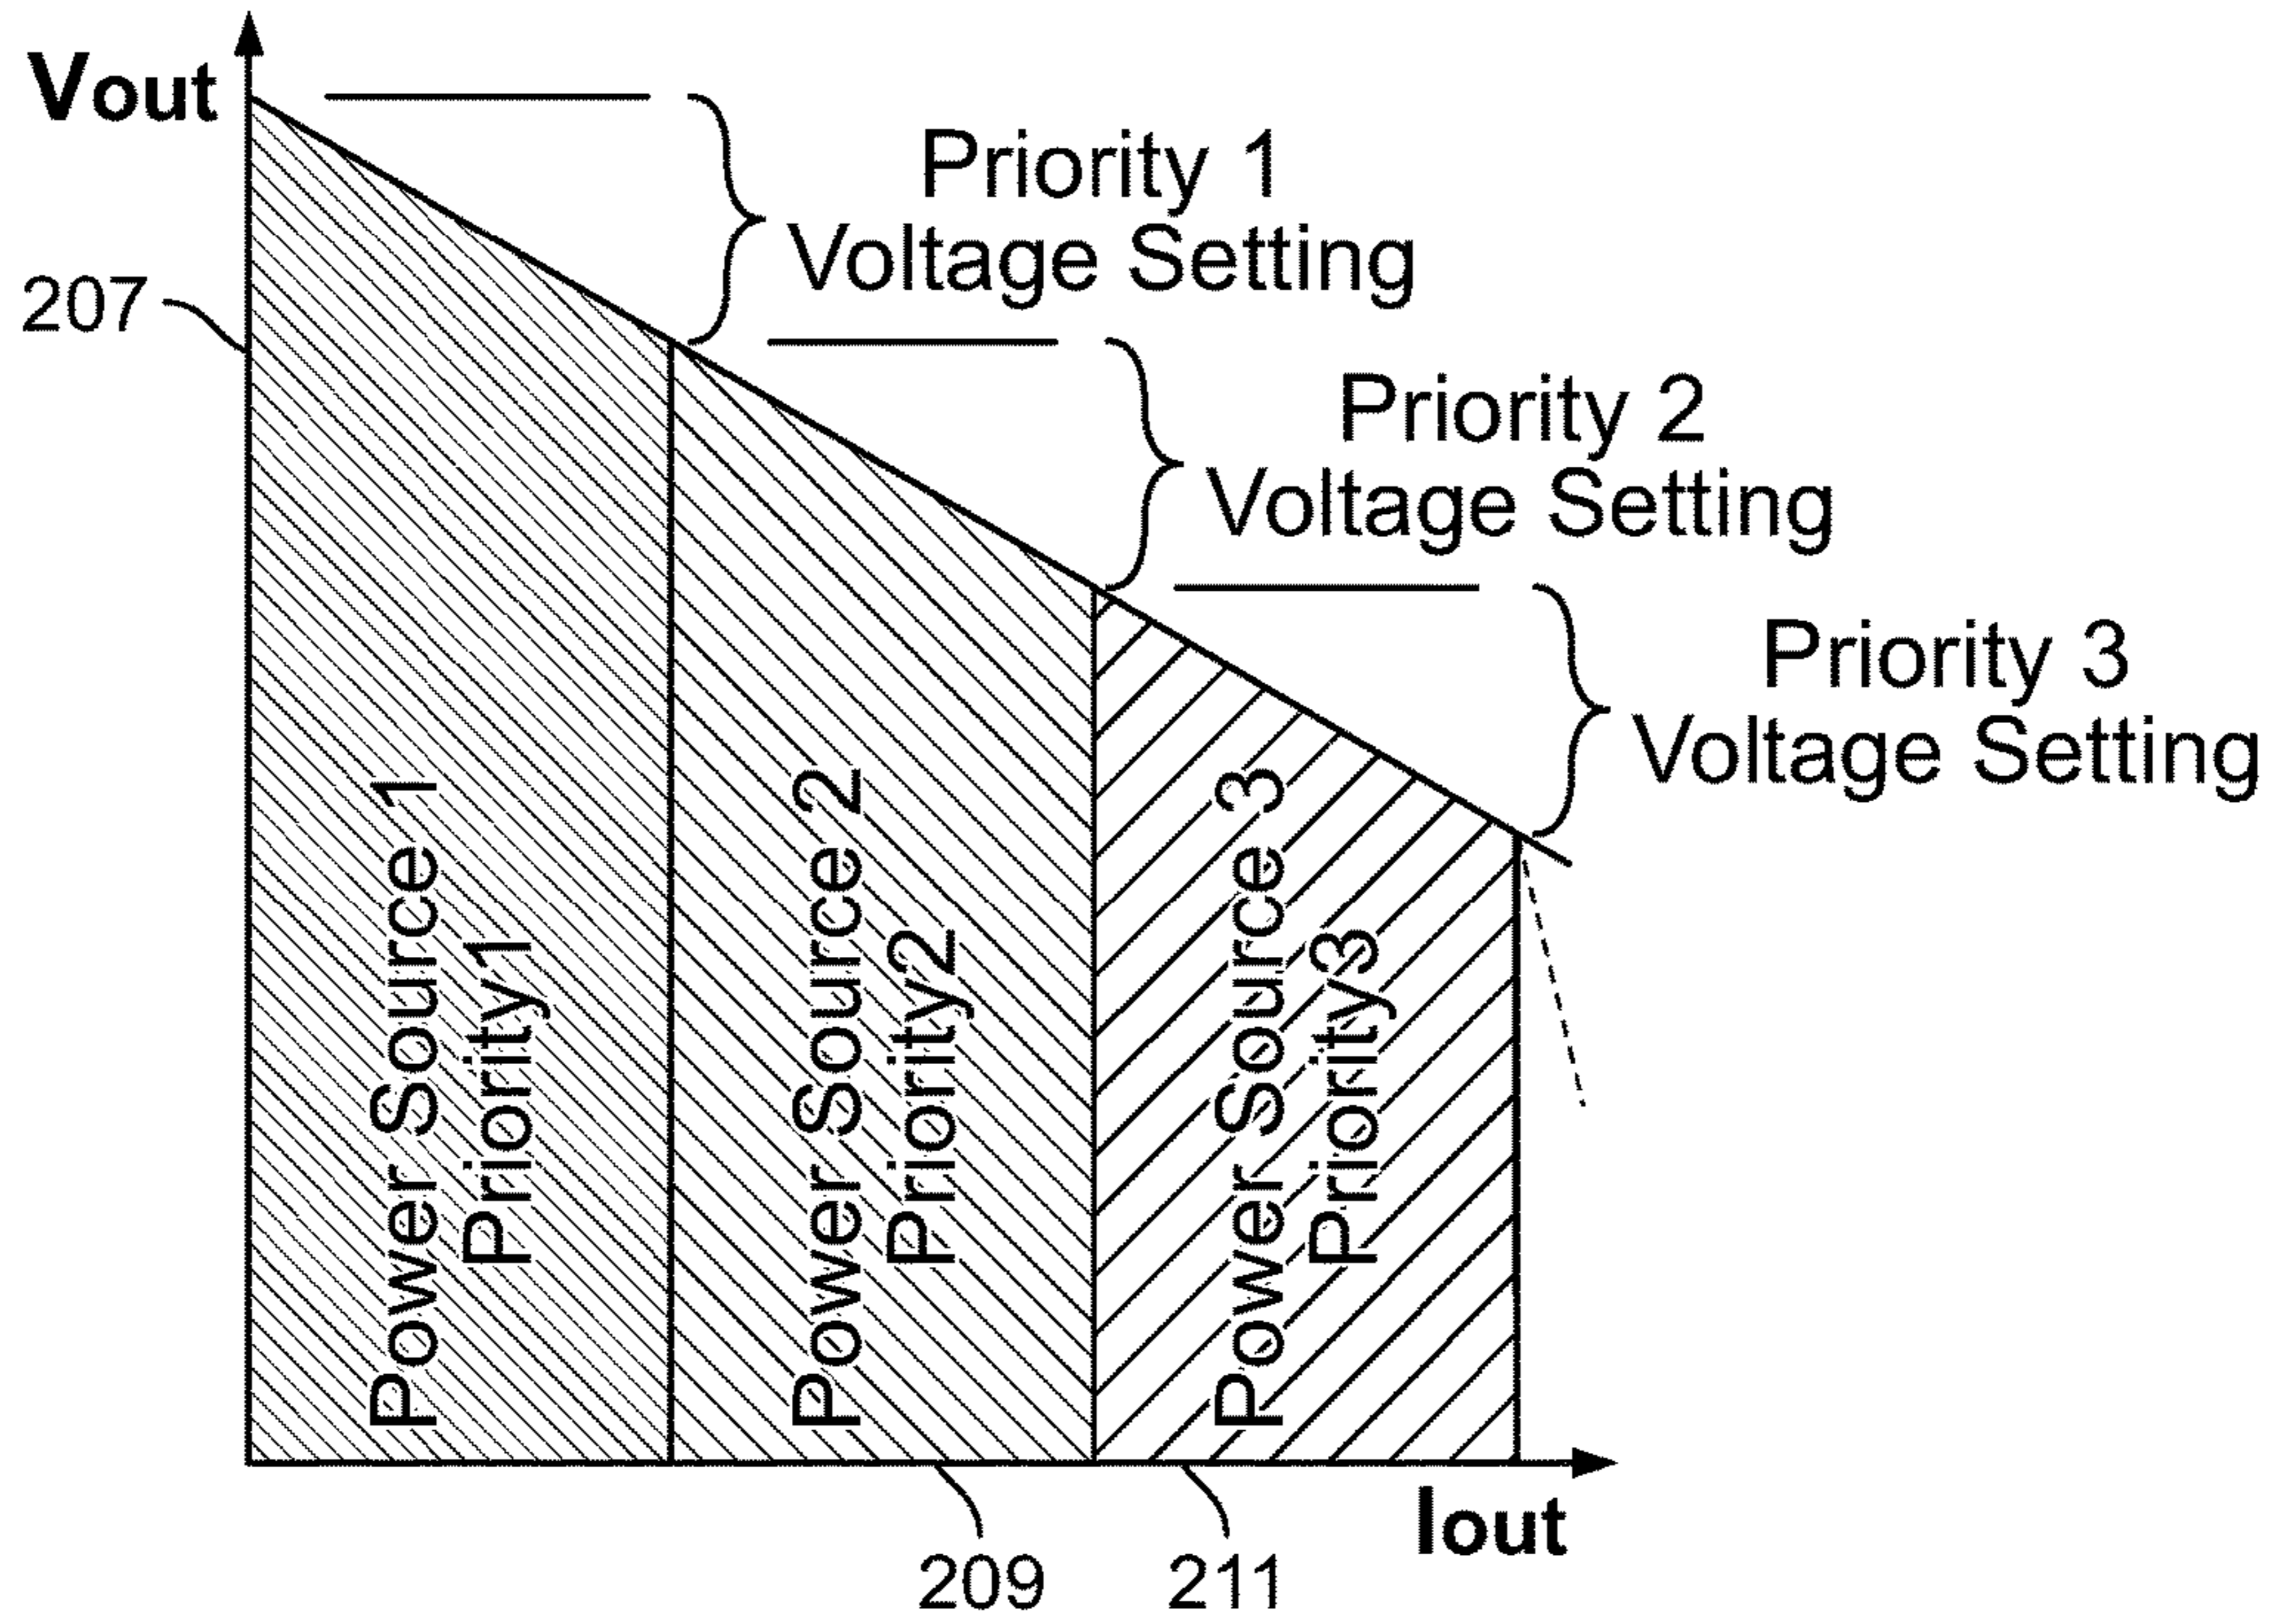 Vout
Priority 1
Voltage Setting
207
Priority 2
Voltage Setting
Priority 3
Voltage Setting
Power Source 1
Priority1
Power Source 2
Priority2
Power Source 3
Priority3
Iout
209
211